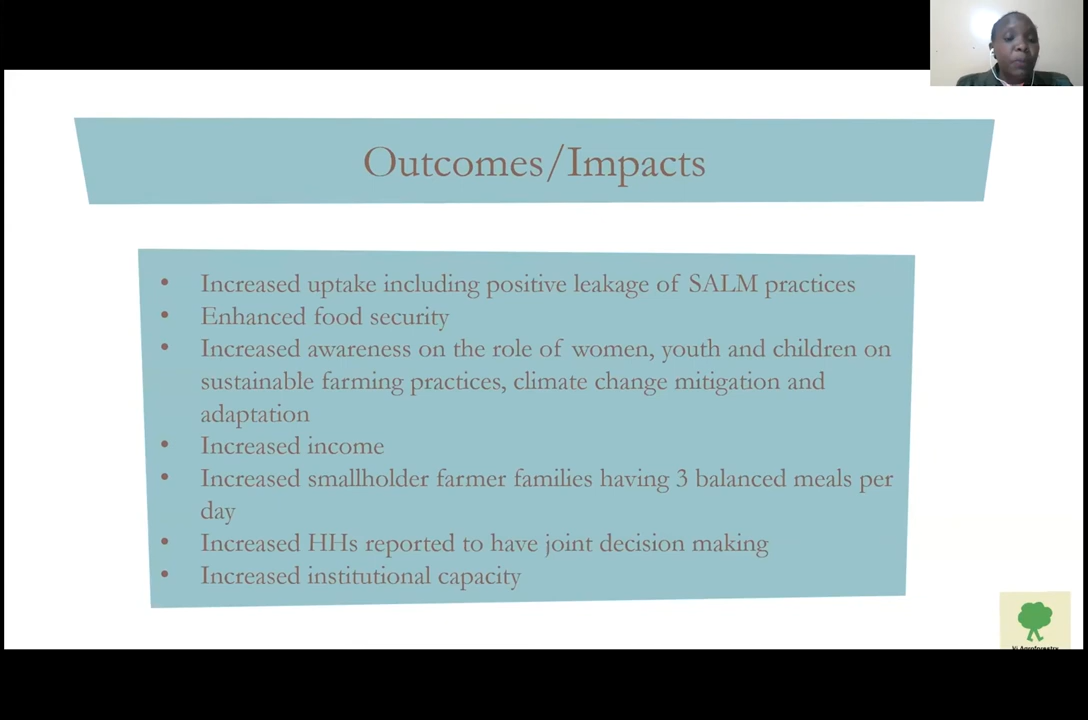 Outcomes/Impacts
• Increased uptake including positive leakage of SALM practices
• Enhanced food security
• Increased awareness on the role of women, youth and children on
sustainable farming practices, climate change mitigation and
adaptation
• Increased income
• Increased smallholder farmer families having 3 balanced meals per
day
• Increased HHs reported to have joint decision making
• Increased institutional capacity
Vi Agroforestry